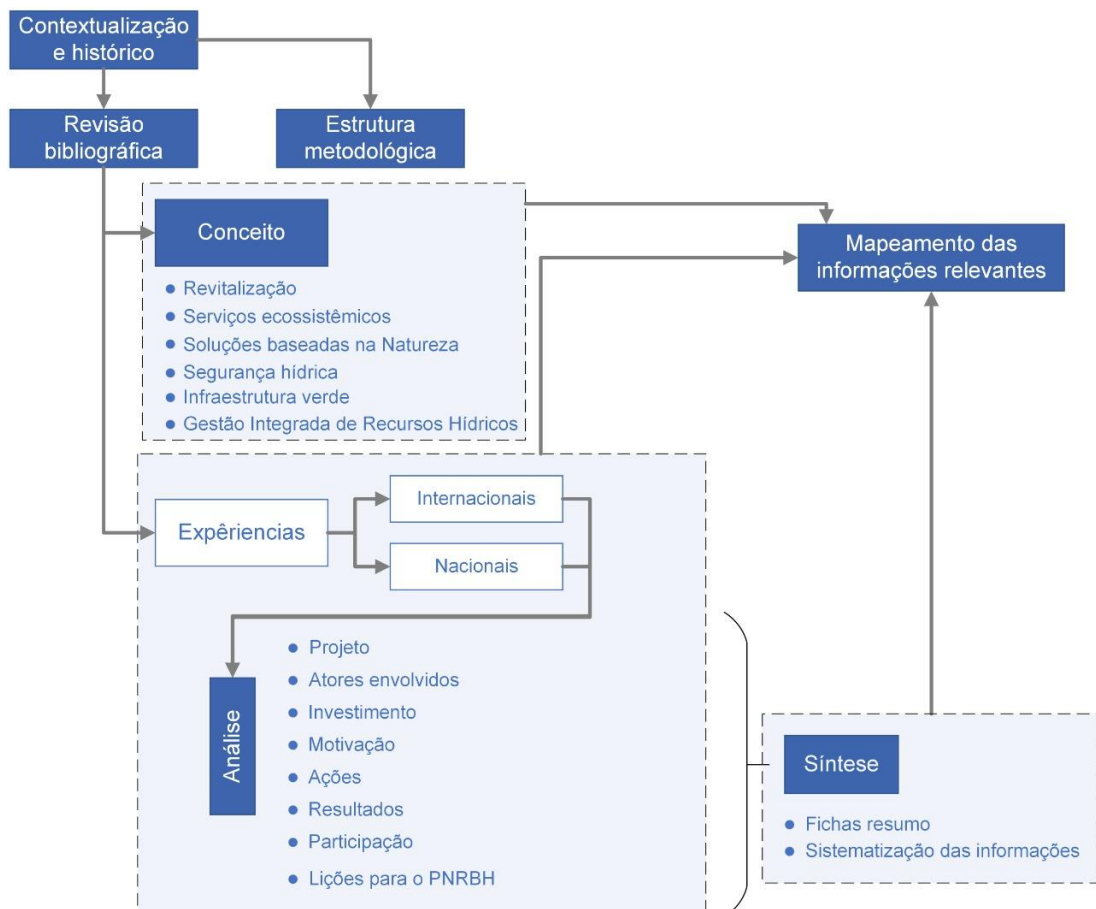 Contextualização
e histórico
Revisão
bibliográfica
Estrutura
metodológica
Conceito
Revitalização
Serviços ecossistêmicos
Soluções baseadas na Natureza
Segurança hídrica
Infraestrutura verde
Gestão Integrada de Recursos Hídricos
Mapeamento das
informações relevantes
Expêriencias
Internacionais
Nacionais
Análise
Projeto
Atores envolvidos
Investimento
Motivação
Ações
Resultados
Participação
Lições para o PNRBH
Síntese
Fichas resumo
Sistematização das informações